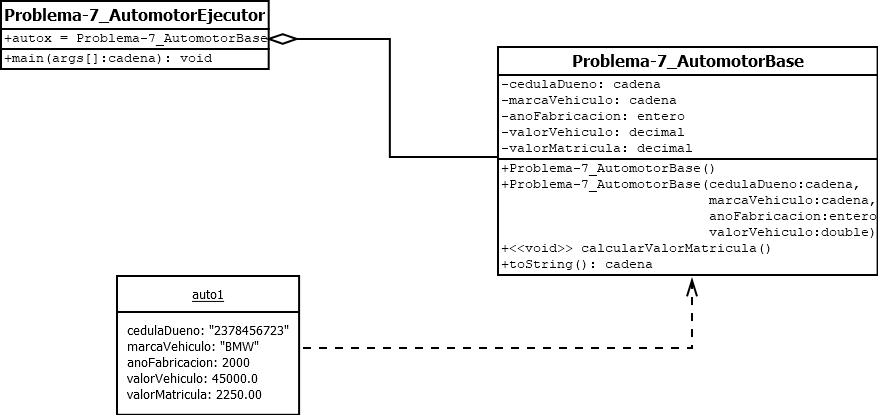 Problema-7_AutomotorEjecutor
+autox = Problema-7_AutomotorBase
+main(args[]:cadena): void
Problema-7_AutomotorBase
-cedulaDueno: cadena
-marcaVehiculo: cadena
-anoFabricacion: entero
-valorVehiculo: decimal
-valorMatricula: decimal
+Problema-7_AutomotorBase()
+Problema-7_AutomotorBase(cedulaDueno:cadena,
marcaVehiculo:cadena,
anoFabricacion:entero
valorVehiculo:double)
+<<void>> calcularValorMatricula()
+toString(): cadena
auto1
cedulaDueno: "2378456723"
marcaVehiculo: "BMW"
anoFabricacion: 2000
valorVehiculo: 45000.0
valorMatricula: 2250.00